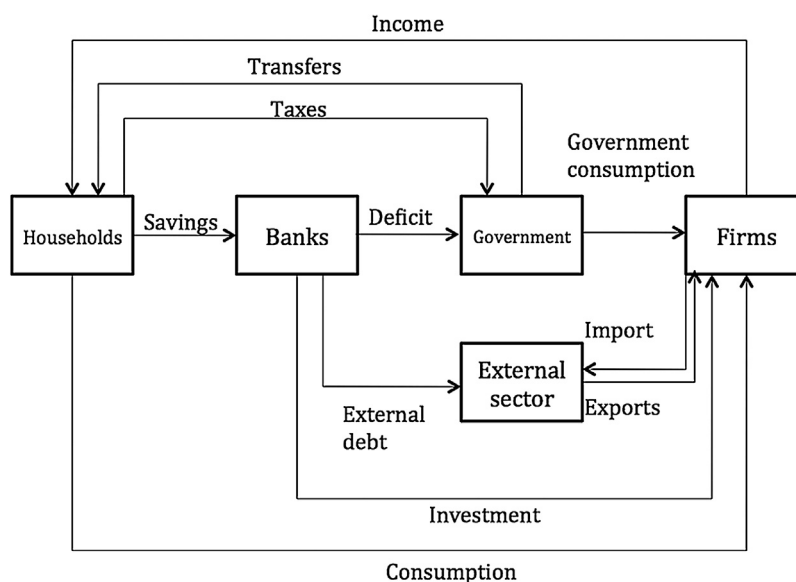 Income
Transfers
Taxes
Government
consumption
Households
Savings
Banks
Deficit
Government
Firms
Import
External
sector
Exports
External
debt
Investment
Consumption